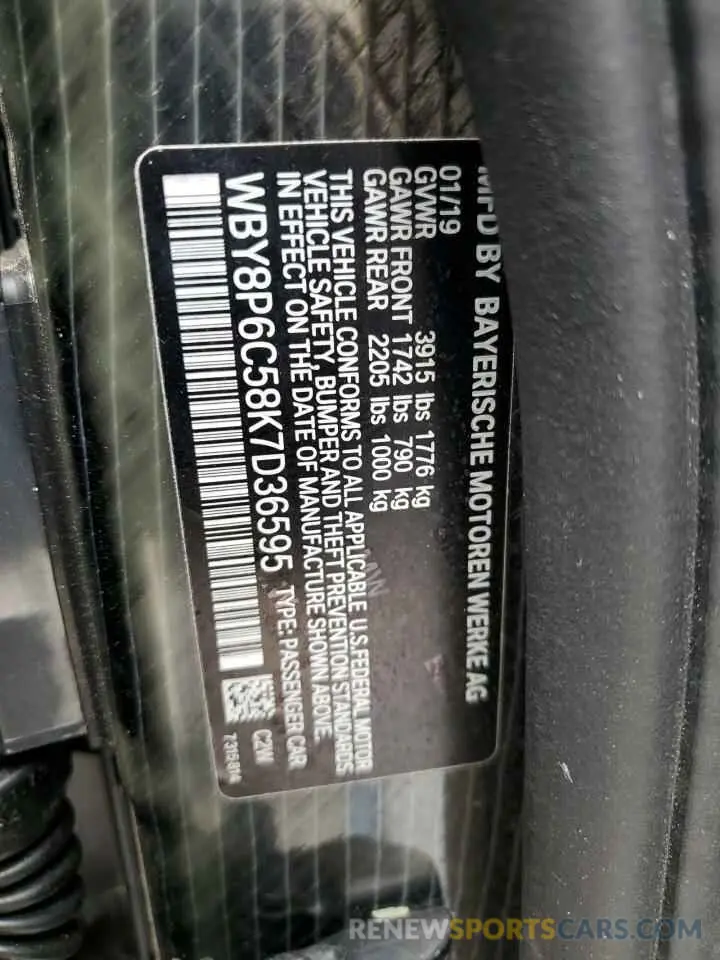 MFD BY BAYERISCHE MOTOREN WERKE AG
01/19
GVWR 3915 lbs 1776 kg
GAWR FRONT 1742 lbs 790 kg
GAWR REAR 2205 lbs 1000 kg
THIS VEHICLE CONFORMS TO ALL APPLICABLE U.S.FEDERAL MOTOR
VEHICLE SAFETY, BUMPER AND THEFT PREVENTION STANDARDS
IN EFFECT ON THE DATE OF MANUFACTURE SHOWN ABOVE.
WBY8P6C58K7D36595 TYPE: PASSENGER CAR
C2W
7315814
RENEWSPORTSCARS.COM